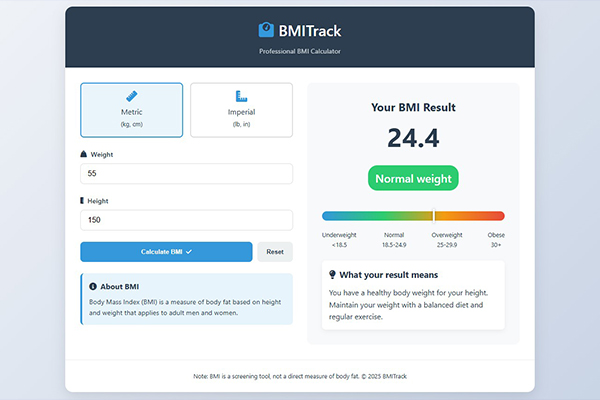 BMITrack
Professional BMI Calculator
Metric
(kg, cm)
Imperial
(lb, in)
Weight
55
Height
150
Calculate BMI
Reset
About BMI
Body Mass Index (BMI) is a measure of body fat based on height
and weight that applies to adult men and women.
Your BMI Result
24.4
Normal weight
Underweight
<18.5
Normal
18.5-24.9
Overweight
25-29.9
Obese
30+
What your result means
You have a healthy body weight for your height.
Maintain your weight with a balanced diet and
regular exercise.
Note: BMI is a screening tool, not a direct measure of body fat. © 2025 BMITrack